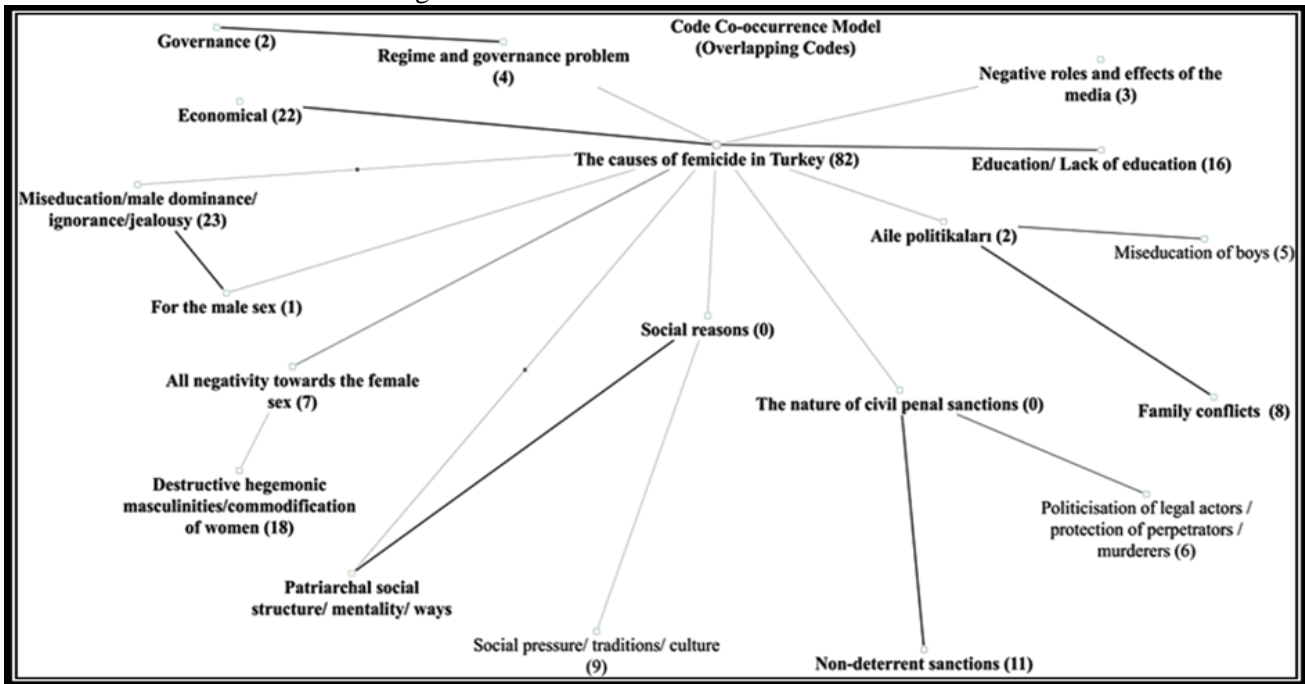 Code Co-occurrence Model
(Overlapping Codes)
Governance (2)
Regime and governance problem
(4)
Negative roles and effects of the
media (3)
Economical (22)
The causes of femicide in Turkey (82)
Education/ Lack of education (16)
Miseducation/male dominance/
ignorance/jealousy (23)
Aile politikaları (2)
Miseducation of boys (5)
For the male sex (1)
Social reasons (0)
All negativity towards the female
sex (7)
The nature of civil penal sanctions (0)
Family conflicts (8)
Destructive hegemonic
masculinities/commodification
of women (18)
Politicisation of legal actors /
protection of perpetrators /
murderers (6)
Patriarchal social
structure/ mentality/ ways
Social pressure/ traditions/ culture
(9)
Non-deterrent sanctions (11)